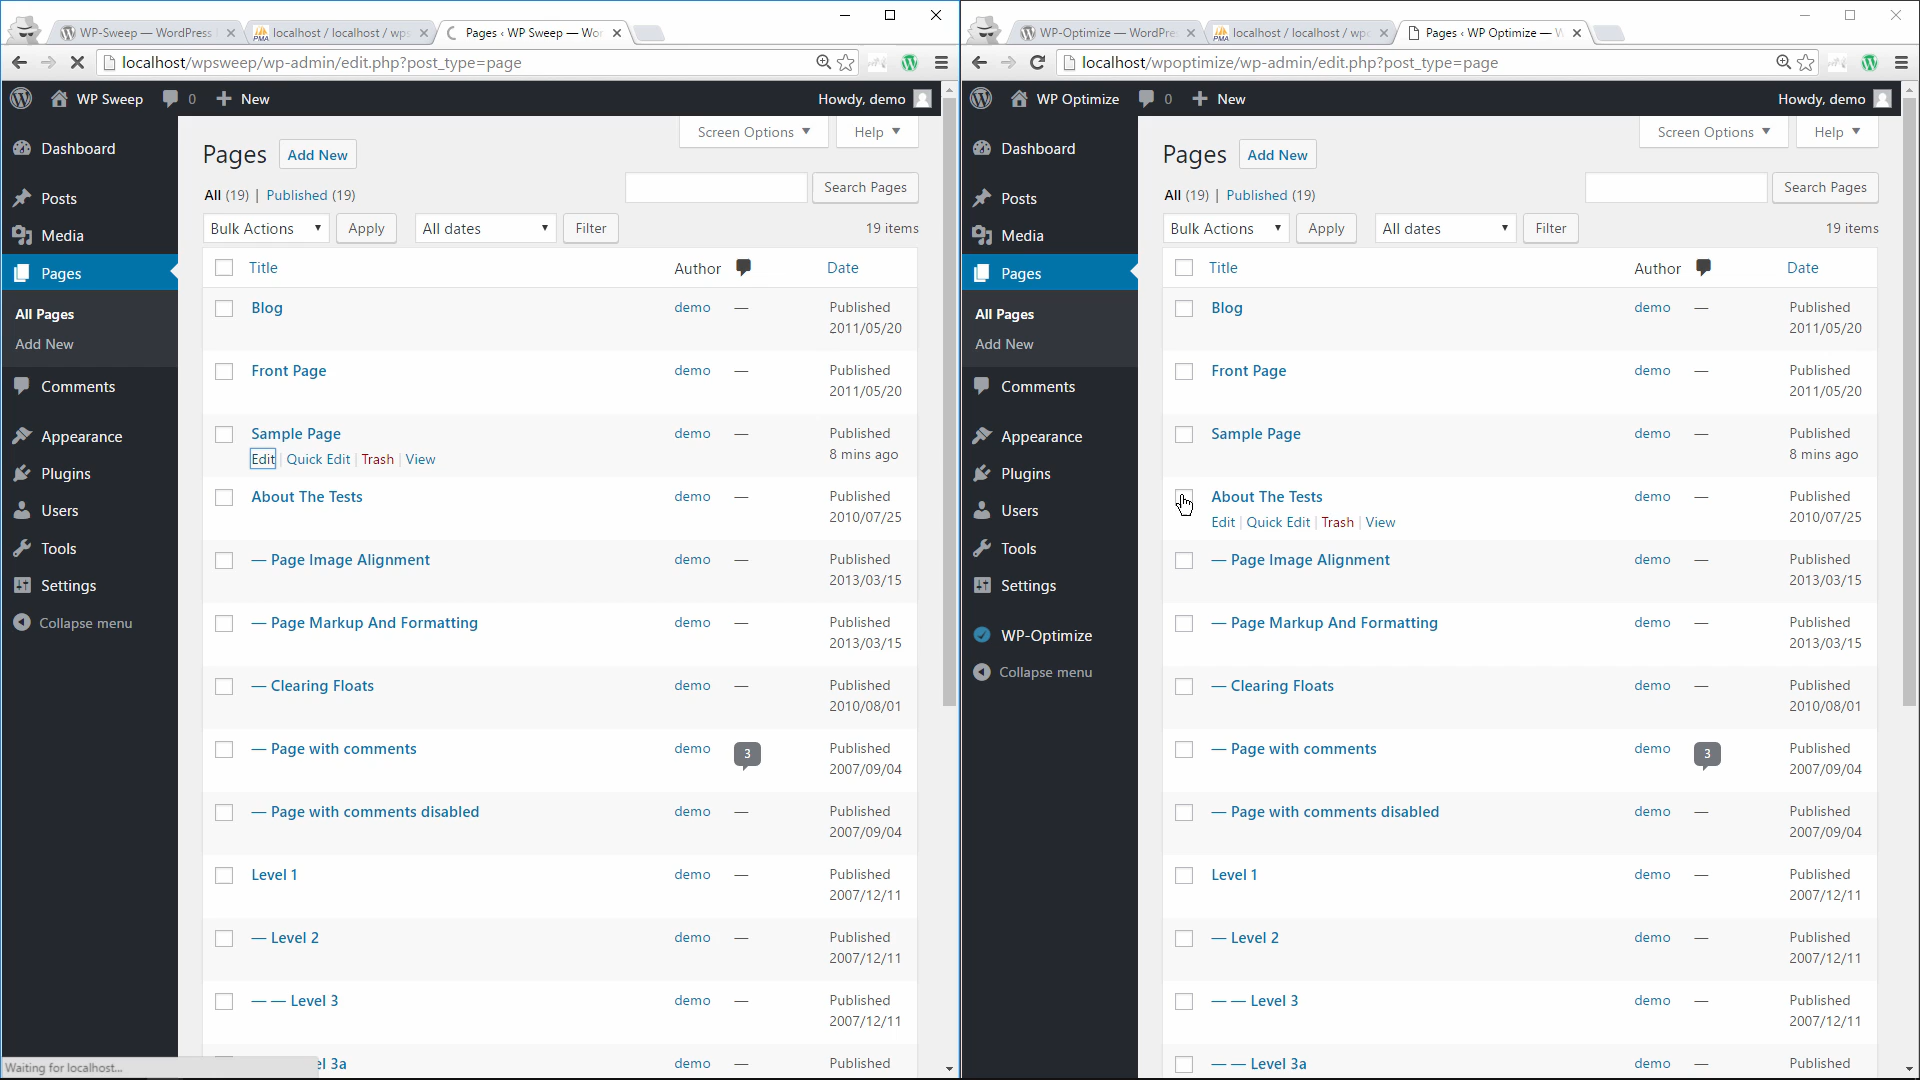 WP-Sweep — WordPress
localhost / localhost / wps
Pages ‹ WP Sweep — Wo
localhost/wpsweep/wp-admin/edit.php?post_type=page
WP Sweep 0 New Howdy, demo
Dashboard
Posts
Media
Pages
All Pages
Add New
Comments
Appearance
Plugins
Users
Tools
Settings
Collapse menu
Screen Options Help
Pages Add New
All (19) | Published (19)
Search Pages
Bulk Actions Apply All dates Filter 19 items
Title Author Date
Blog demo — Published
2011/05/20
Front Page demo — Published
2011/05/20
Sample Page demo — Published
Edit | Quick Edit | Trash | View 8 mins ago
About The Tests demo — Published
2010/07/25
— Page Image Alignment demo — Published
2013/03/15
— Page Markup And Formatting demo — Published
2013/03/15
— Clearing Floats demo — Published
2010/08/01
— Page with comments demo 3 Published
2007/09/04
— Page with comments disabled demo — Published
2007/09/04
Level 1 demo — Published
2007/12/11
— Level 2 demo — Published
2007/12/11
— — Level 3 demo — Published
2007/12/11
el 3a demo — Published
Waiting for localhost...
WP-Optimize — WordPre
localhost / localhost / wpo
Pages ‹ WP Optimize — W
localhost/wpoptimize/wp-admin/edit.php?post_type=page
WP Optimize 0 New Howdy, demo
Dashboard
Posts
Media
Pages
All Pages
Add New
Comments
Appearance
Plugins
Users
Tools
Settings
WP-Optimize
Collapse menu
Screen Options Help
Pages Add New
All (19) | Published (19)
Search Pages
Bulk Actions Apply All dates Filter 19 items
Title Author Date
Blog demo — Published
2011/05/20
Front Page demo — Published
2011/05/20
Sample Page demo — Published
8 mins ago
About The Tests demo — Published
Edit | Quick Edit | Trash | View 2010/07/25
— Page Image Alignment demo — Published
2013/03/15
— Page Markup And Formatting demo — Published
2013/03/15
— Clearing Floats demo — Published
2010/08/01
— Page with comments demo 3 Published
2007/09/04
— Page with comments disabled demo — Published
2007/09/04
Level 1 demo — Published
2007/12/11
— Level 2 demo — Published
2007/12/11
— — Level 3 demo — Published
2007/12/11
— — Level 3a demo — Published